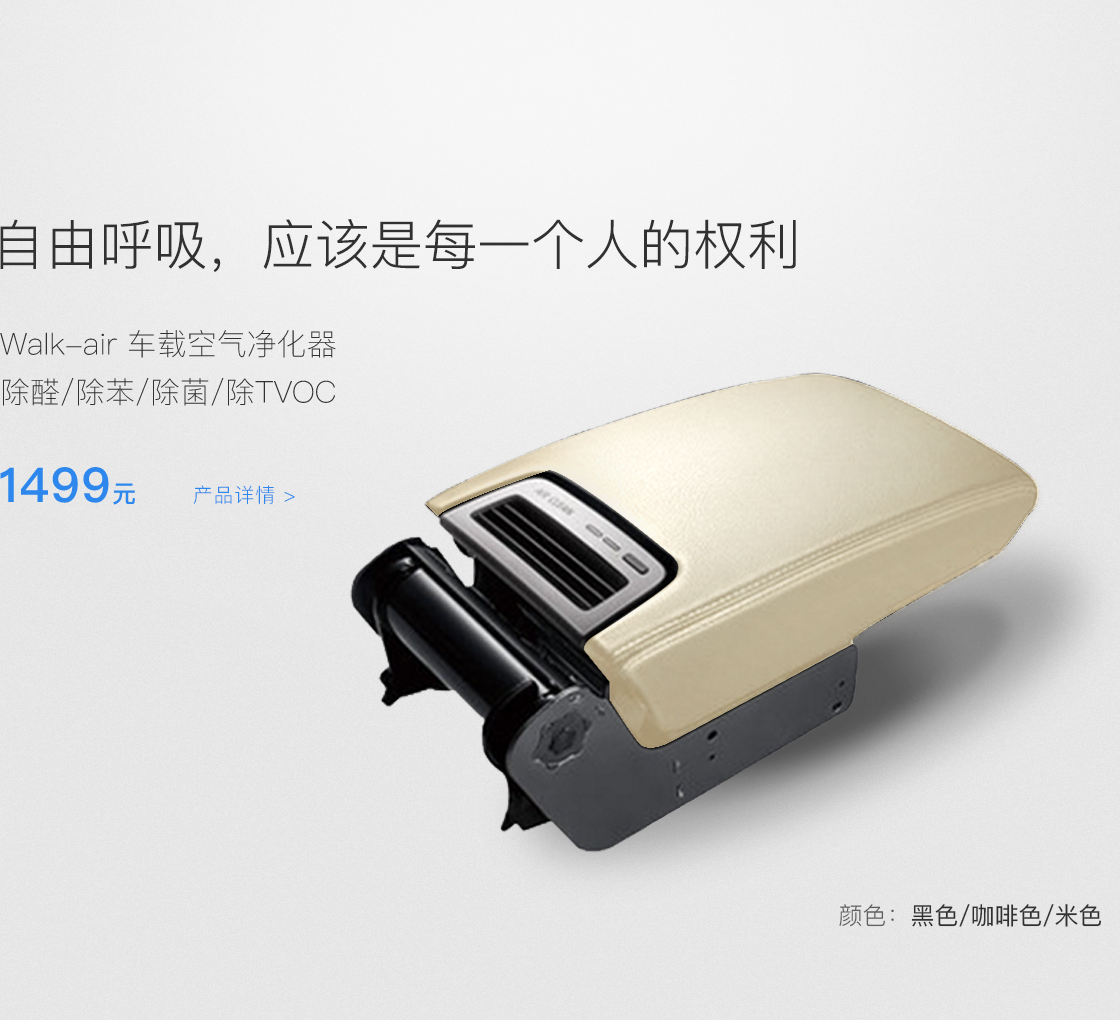 自由呼吸，应该是每一个人的权利
Walk-air 车载空气净化器
除醛/除苯/除菌/除TVOC
1499元
产品详情 >
AIR CLEAN
颜色：黑色/咖啡色/米色